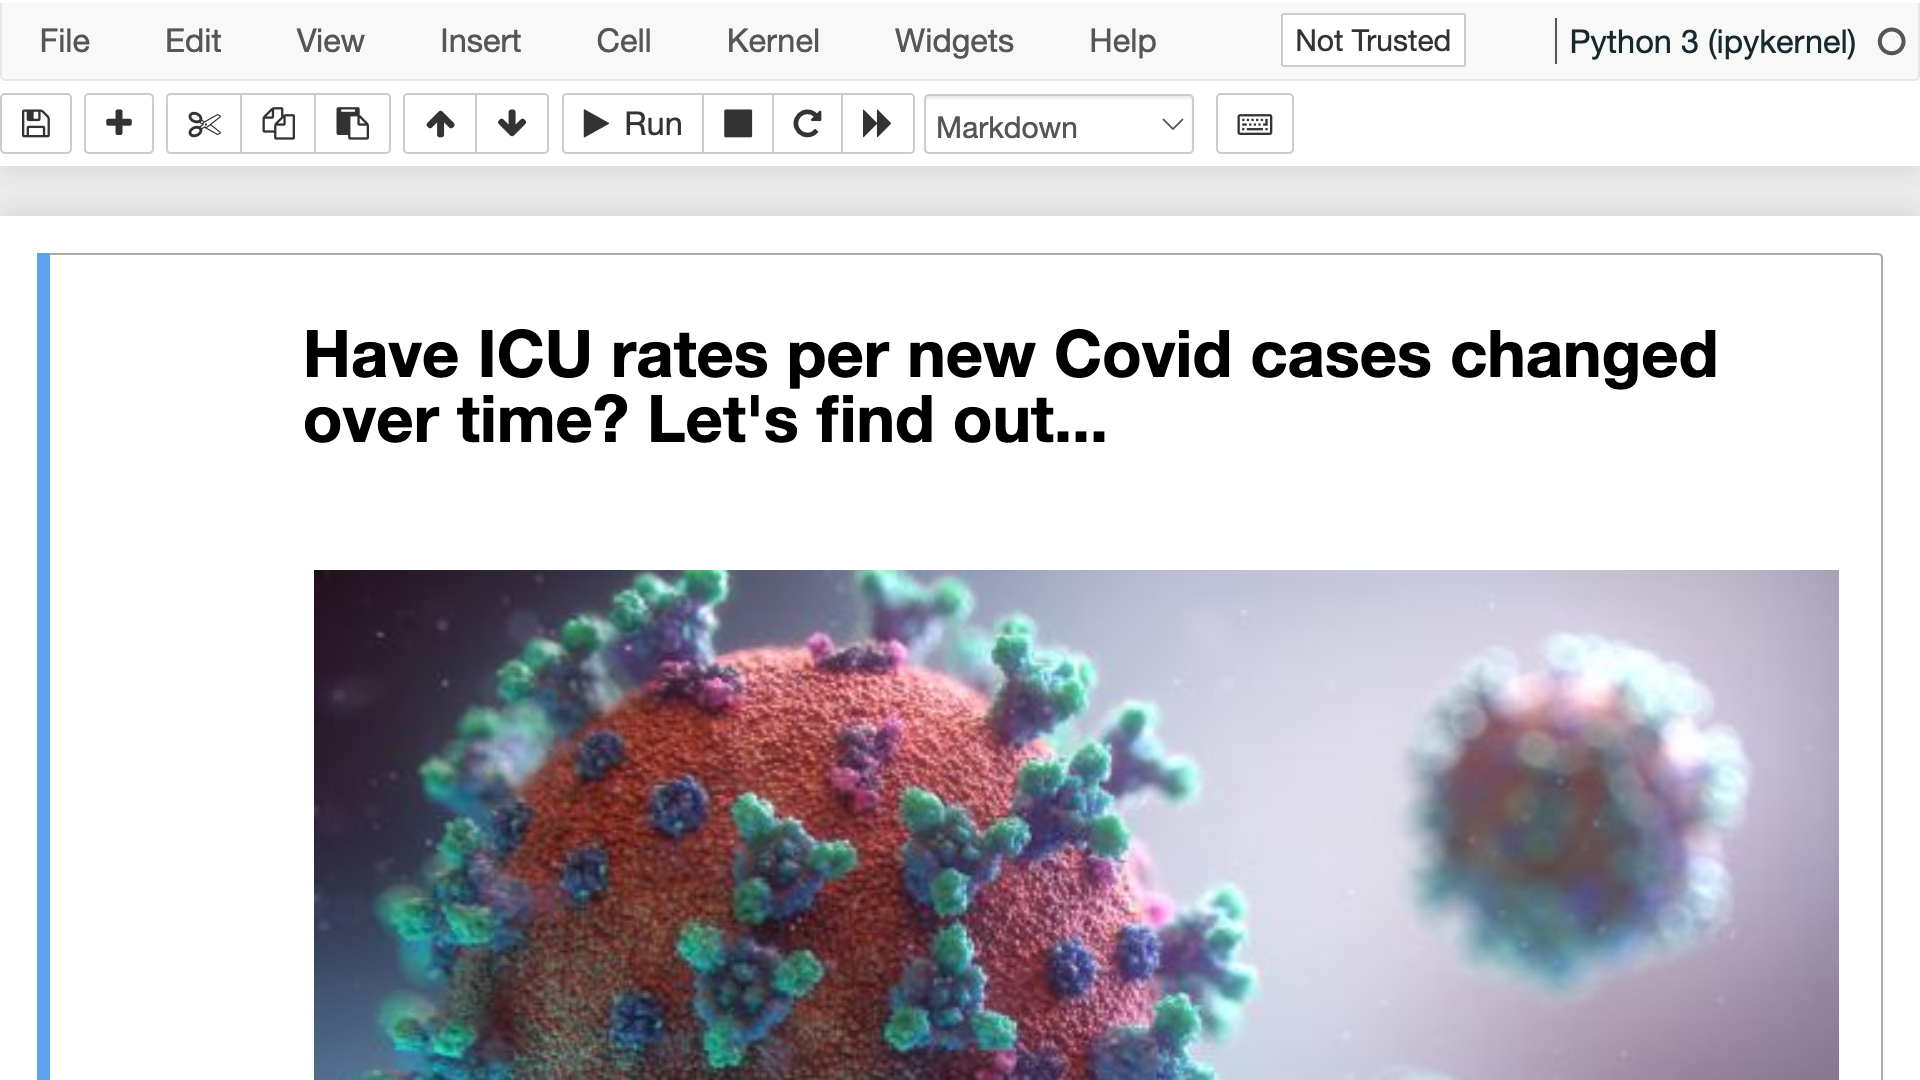 File Edit View Insert Cell Kernel Widgets Help Not Trusted Python 3 (ipykernel)
Run Markdown
Have ICU rates per new Covid cases changed
over time? Let's find out...